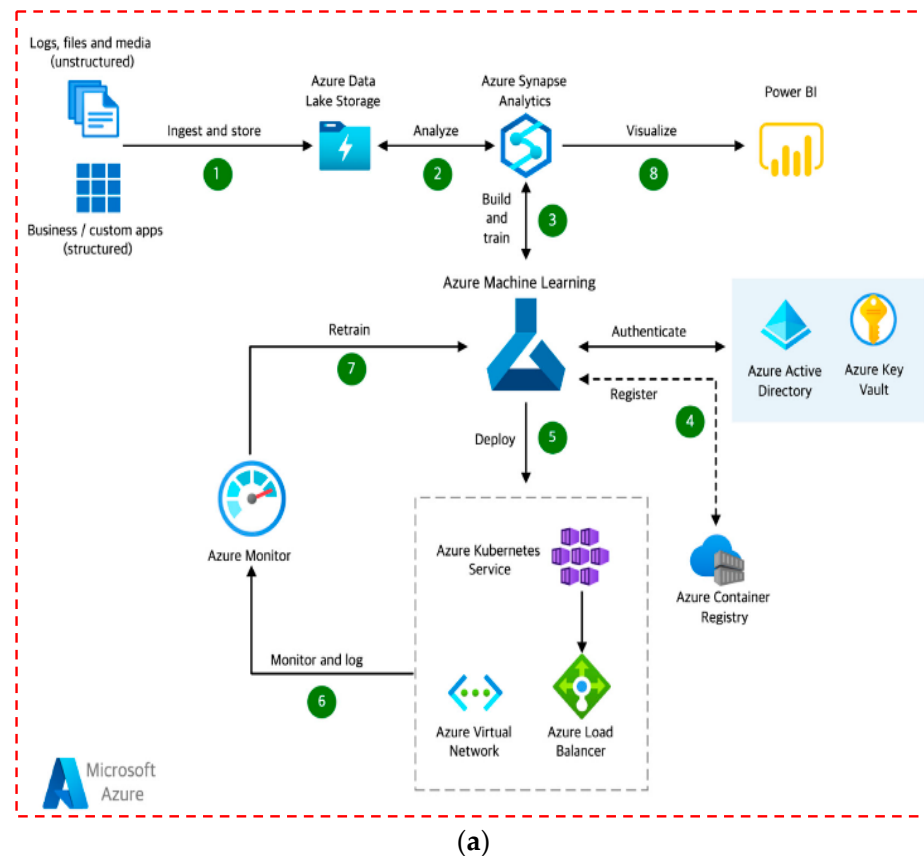 Logs, files and media
(unstructured)
Azure Data
Lake Storage
Azure Synapse
Analytics
Power BI
Ingest and store
1
Analyze
2
Visualize
8
Business / custom apps
(structured)
Build
and
train
3
Azure Machine Learning
Retrain
7
Authenticate
Azure Active
Directory
Azure Key
Vault
Register
4
Deploy
5
Azure Monitor
Azure Kubernetes
Service
Azure Container
Registry
Monitor and log
6
Azure Virtual
Network
Azure Load
Balancer
Microsoft
Azure
(a)